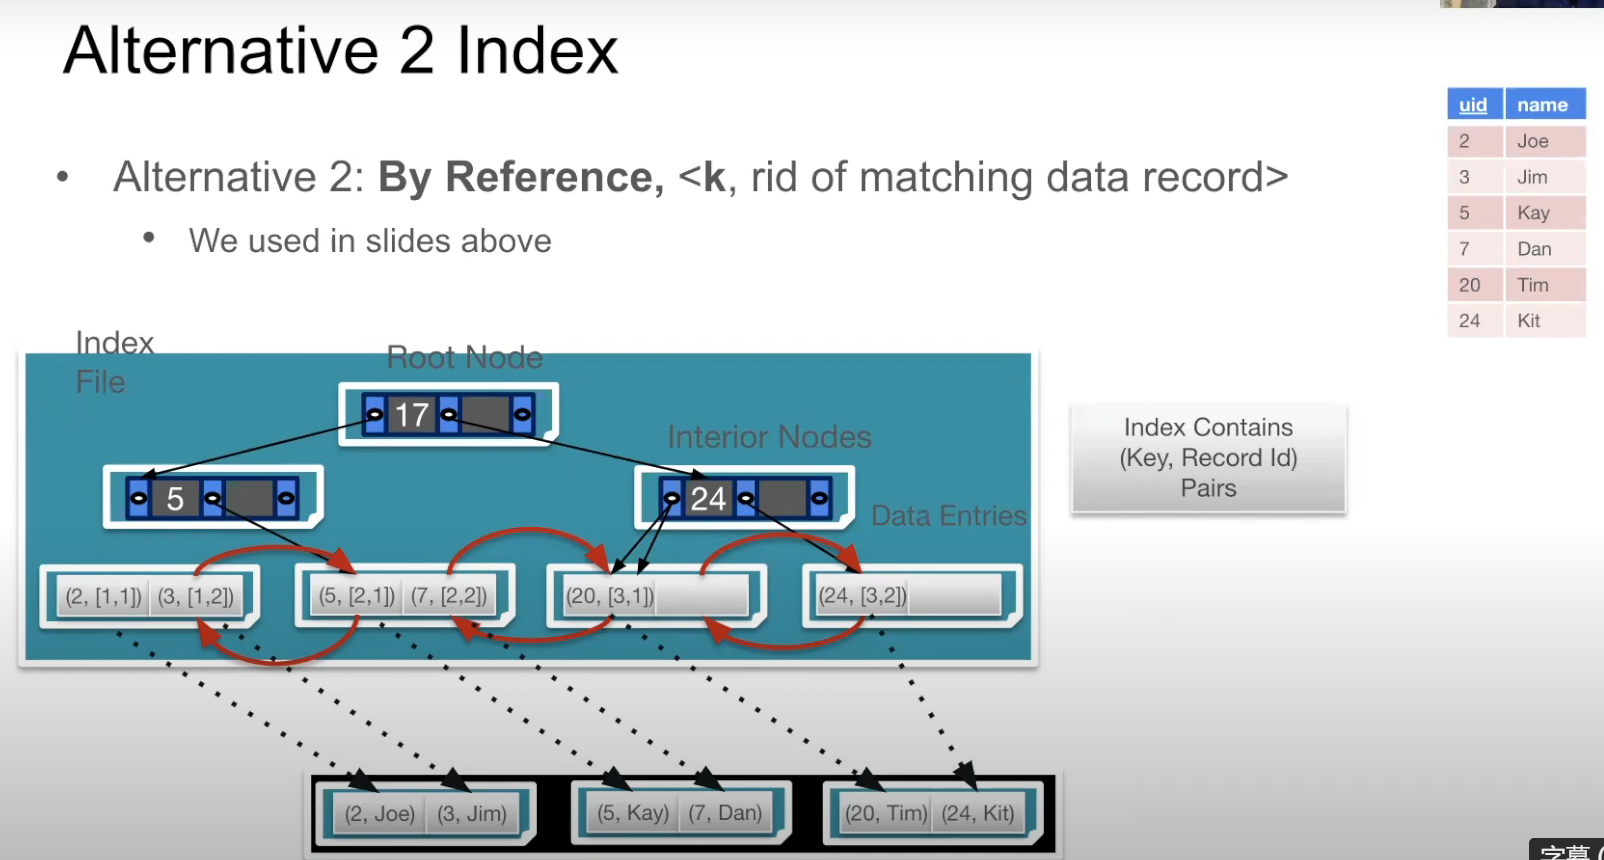 Alternative 2 Index
• Alternative 2: By Reference, <k, rid of matching data record>
• We used in slides above
uid name
2 Joe
3 Jim
5 Kay
7 Dan
20 Tim
24 Kit
Index
File
Root Node
17
Interior Nodes
5
24
Data Entries
(2, [1,1]) (3, [1,2]) (5, [2,1]) (7, [2,2]) (20, [3,1]) (24, [3,2])
Index Contains
(Key, Record Id)
Pairs
(2, Joe) (3, Jim) (5, Kay) (7, Dan) (20, Tim) (24, Kit)
字幕